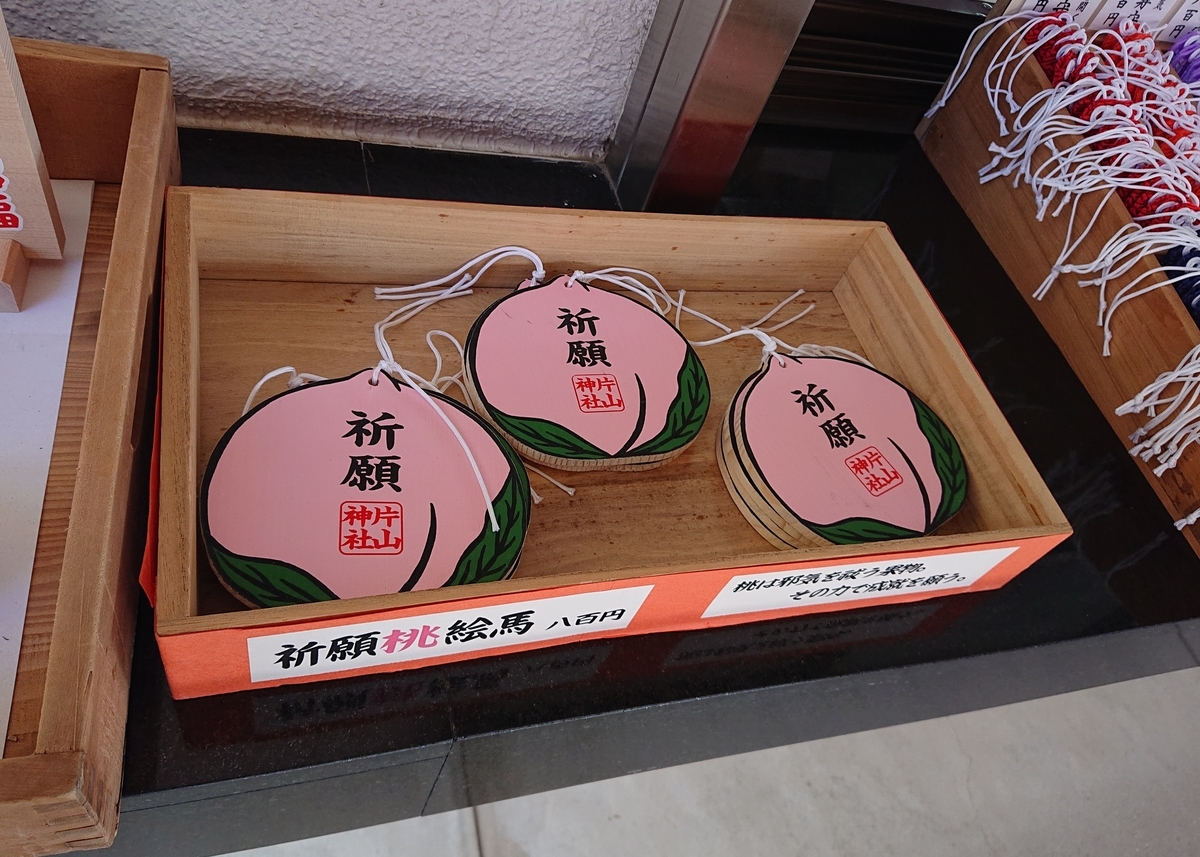 祈願
片山
神社
祈願
片山
神社
祈願
片山
神社
祈願桃絵馬 八百円
桃は邪気を祓う果物。
その力で成就を願う。